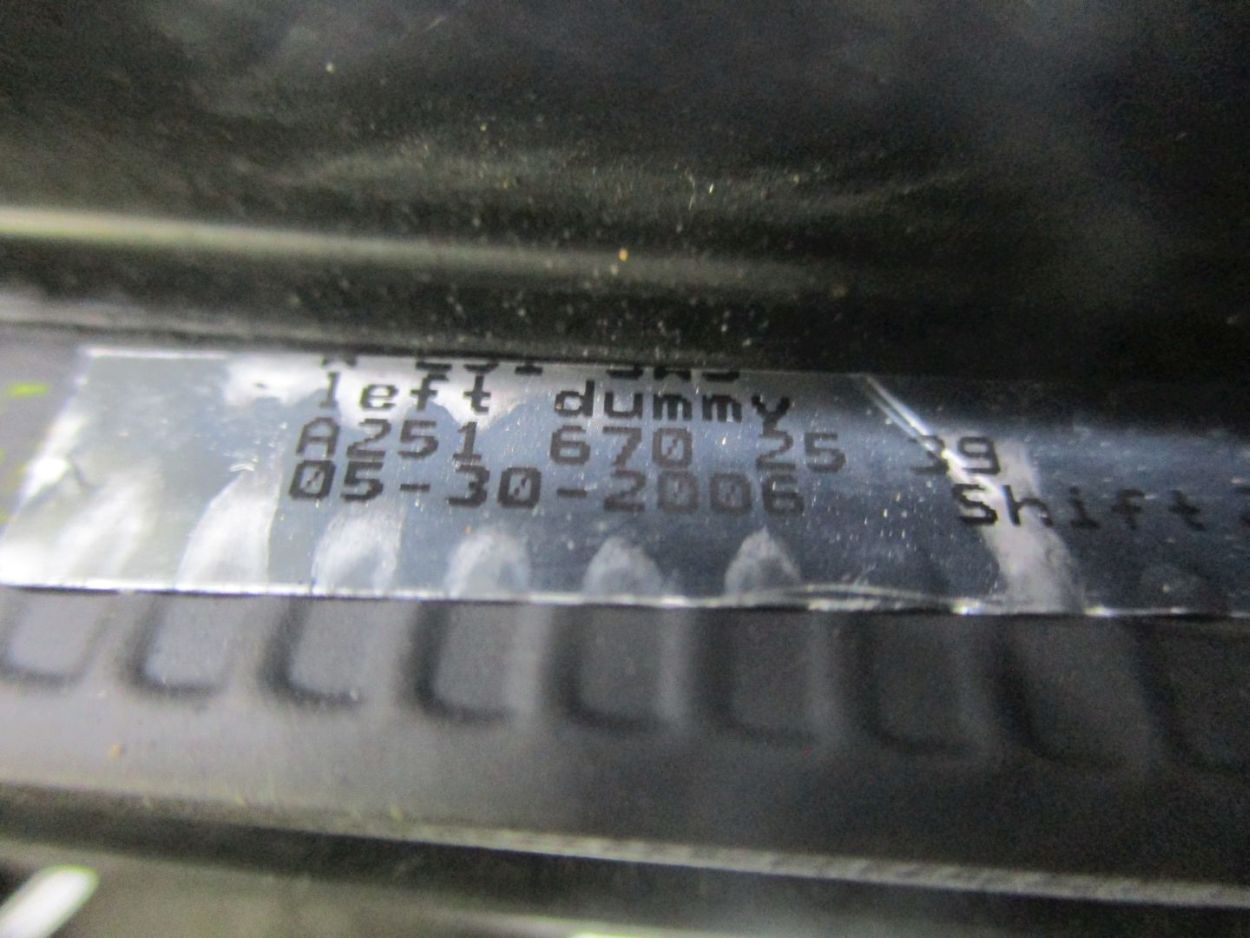 left dummy
A251 670 25 39
05-30-2006 Shift